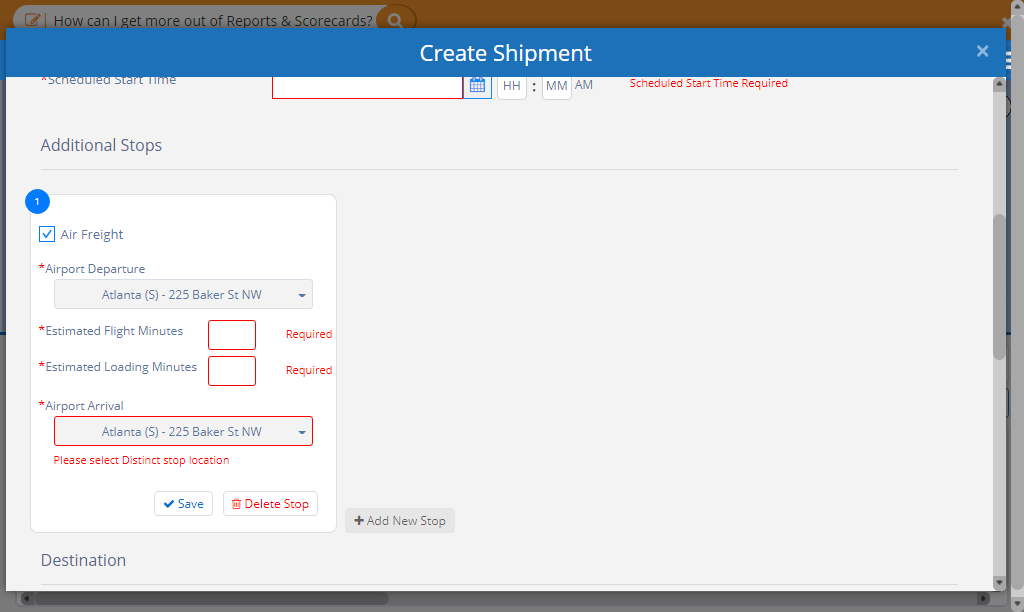 How can I get more out of Reports & Scorecards?
Create Shipment
×
*Scheduled Start Time
HH : MM AM
Scheduled Start Time Required
Additional Stops
1
Air Freight
*Airport Departure
Atlanta (S) - 225 Baker St NW
*Estimated Flight Minutes
Required
*Estimated Loading Minutes
Required
*Airport Arrival
Atlanta (S) - 225 Baker St NW
Please select Distinct stop location
Save
Delete Stop
Add New Stop
Destination